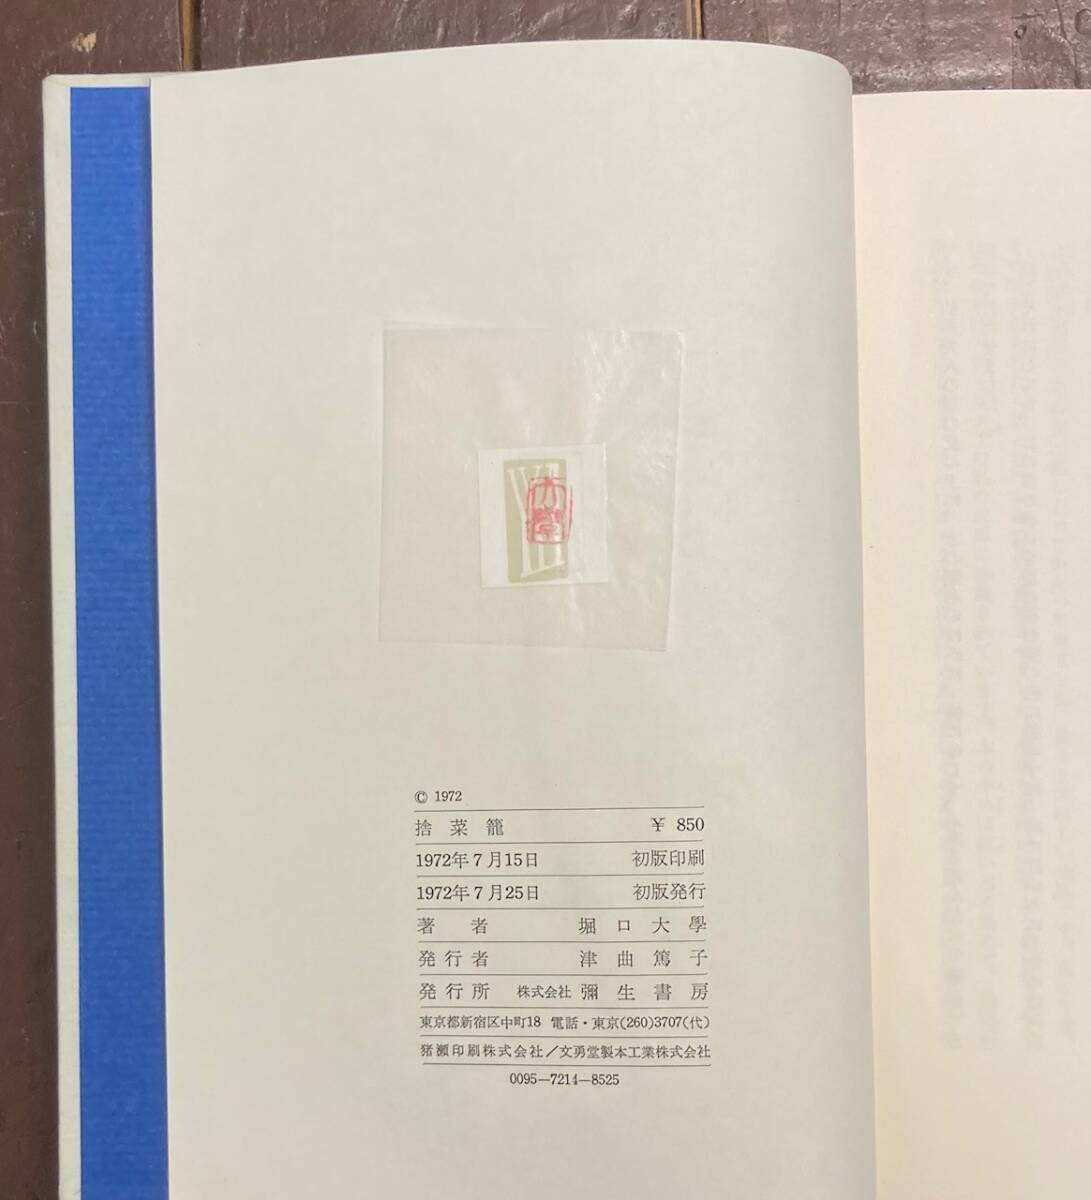 大學
© 1972
捨菜籠 ¥ 850
1972年7月15日 初版印刷
1972年7月25日 初版発行
著者 堀口大學
発行者 津曲篤子
発行所 株式会社 彌生書房
東京都新宿区中町18 電話・東京(260)3707(代)
猪瀬印刷株式会社/文勇堂製本工業株式会社
0095—7214—8525